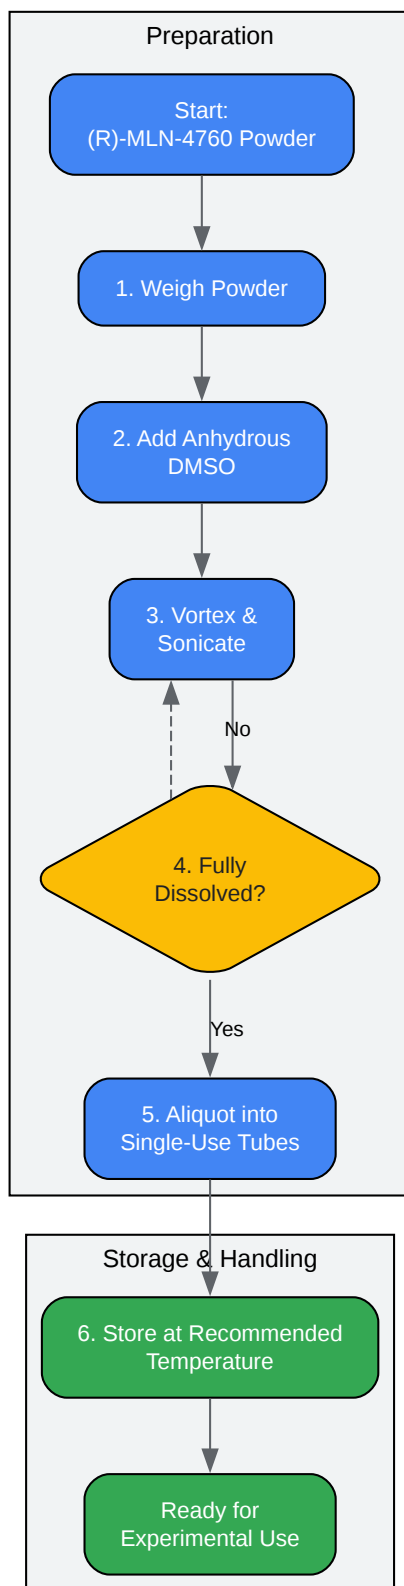 Preparation
Start:
(R)-MLN-4760 Powder
1. Weigh Powder
2. Add Anhydrous
DMSO
3. Vortex &
Sonicate
No
4. Fully
Dissolved?
Yes
5. Aliquot into
Single-Use Tubes
Storage & Handling
6. Store at Recommended
Temperature
Ready for
Experimental Use